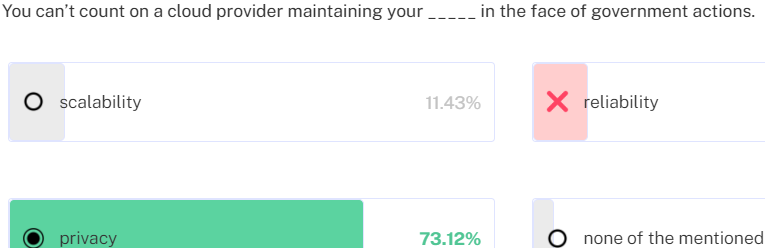 You can’t count on a cloud provider maintaining your _____ in the face of government actions.
scalability 11.43% reliability
privacy 73.12% none of the mentioned